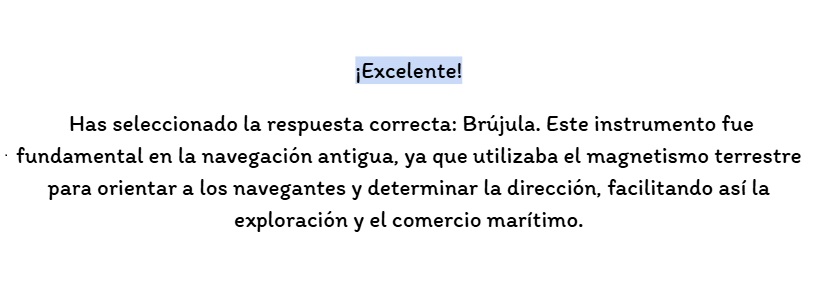 ¡Excelente!
Has seleccionado la respuesta correcta: Brújula. Este instrumento fue
fundamental en la navegación antigua, ya que utilizaba el magnetismo terrestre
para orientar a los navegantes y determinar la dirección, facilitando así la
exploración y el comercio marítimo.